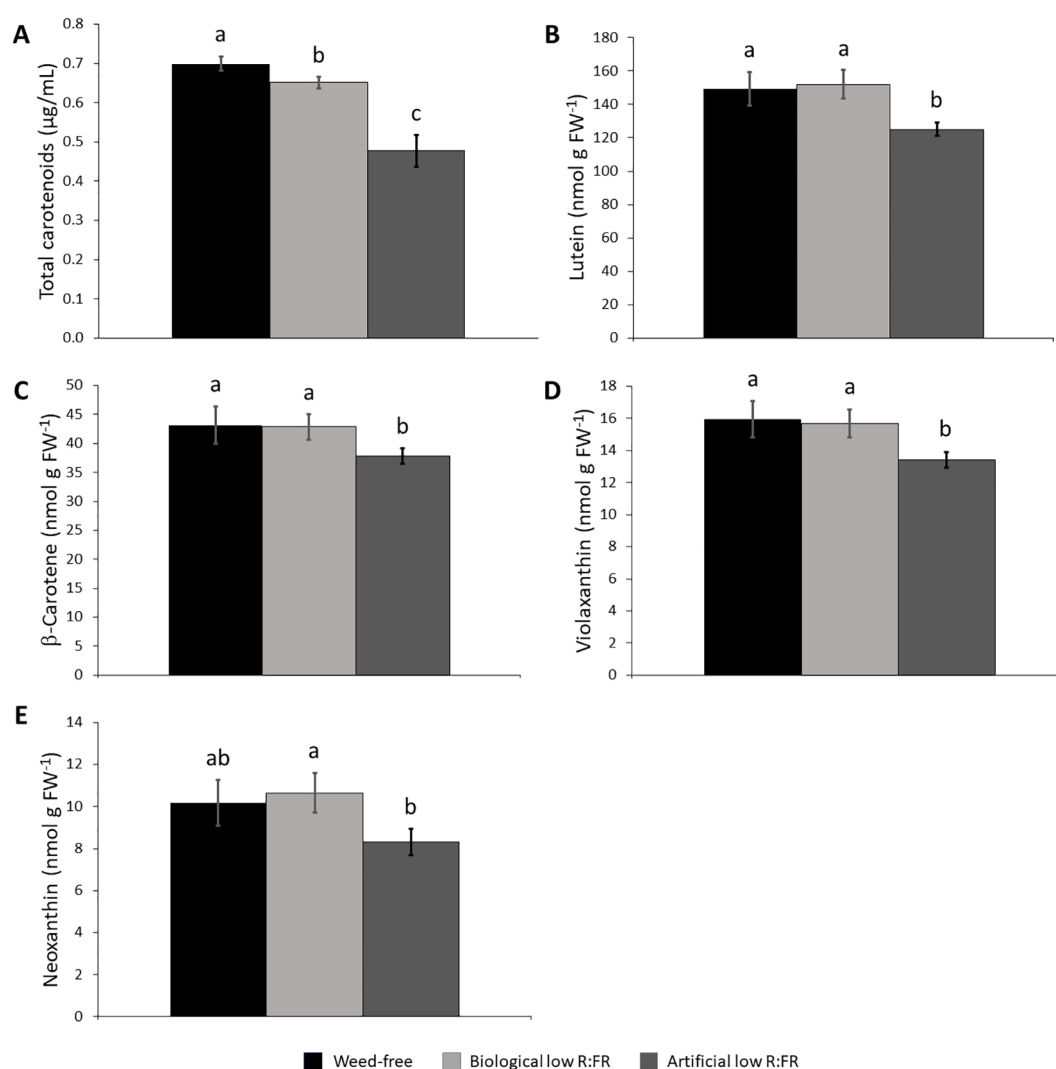 A
Total carotenoids (µg/mL)
0.8
0.7
0.6
0.5
0.4
0.3
0.2
0.1
0.0
a
b
c
B
Lutein (nmol g FW⁻¹)
180
160
140
120
100
80
60
40
20
0
a
a
b
C
β-Carotene (nmol g FW⁻¹)
50
45
40
35
30
25
20
15
10
5
0
a
a
b
D
Violaxanthin (nmol g FW⁻¹)
18
16
14
12
10
8
6
4
2
0
a
a
b
E
Neoxanthin (nmol g FW⁻¹)
14
12
10
8
6
4
2
0
ab
a
b
Weed-free Biological low R:FR Artificial low R:FR